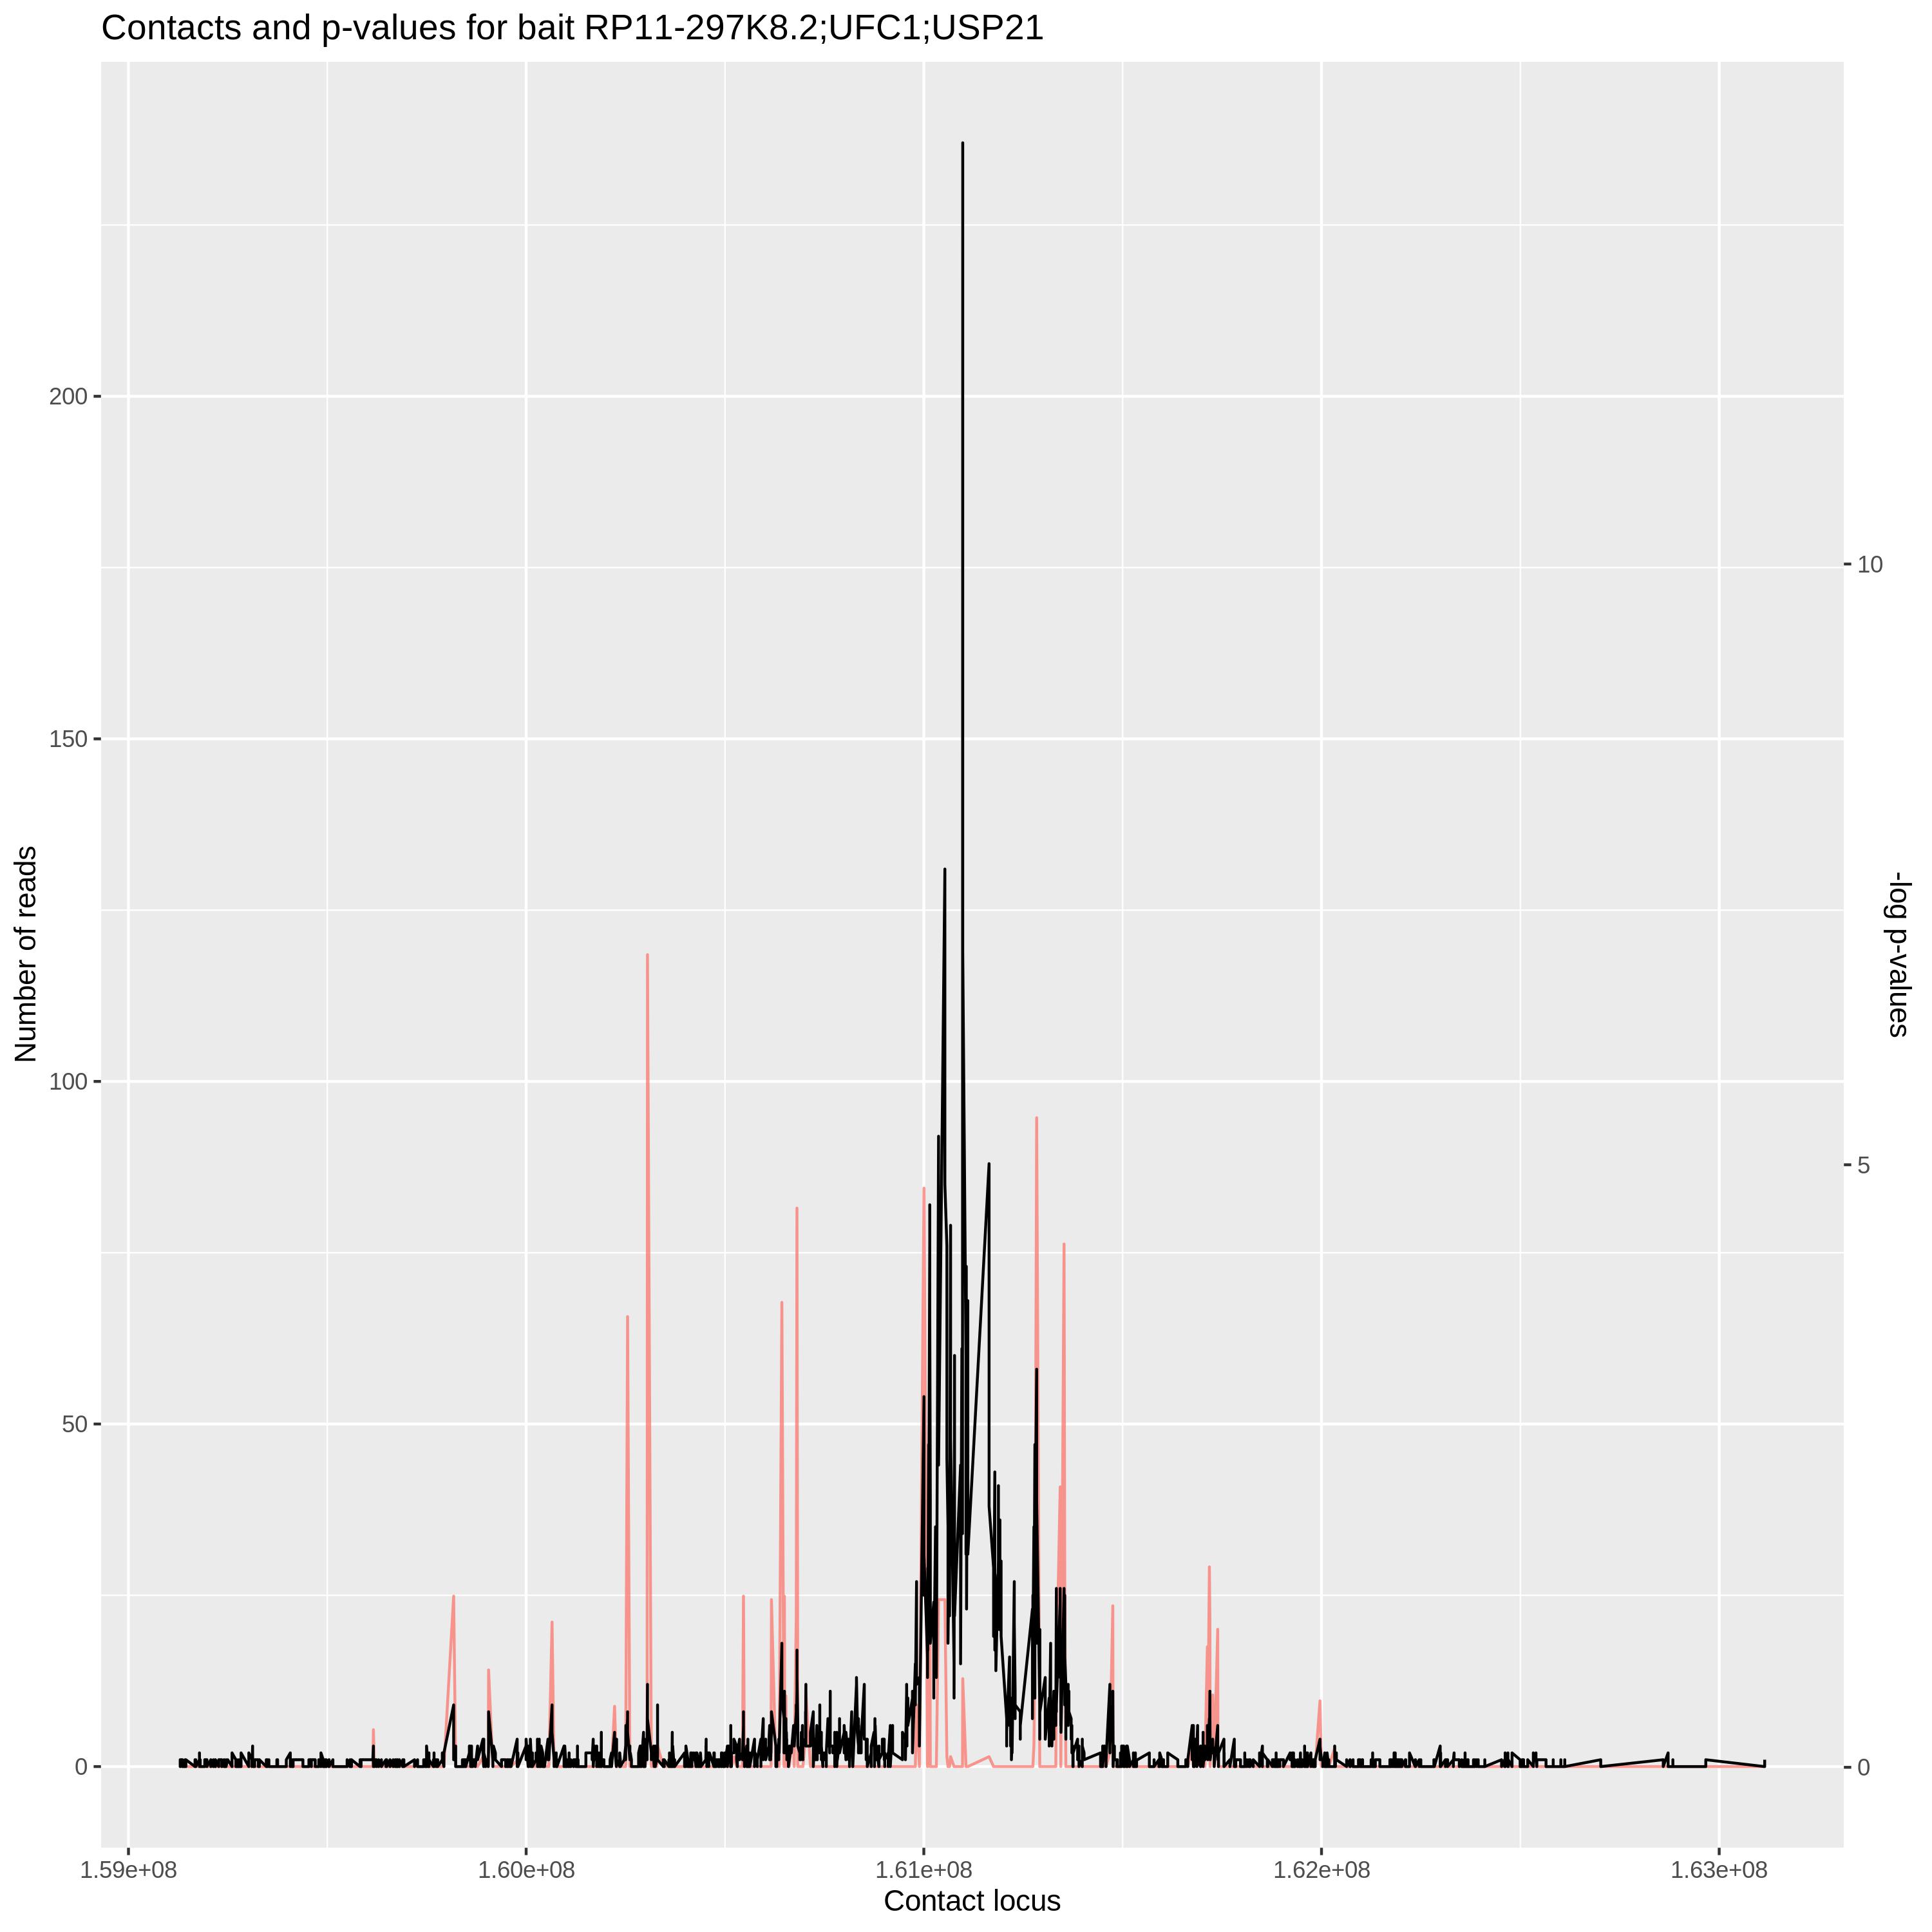 Contacts and p-values for bait RP11-297K8.2;UFC1;USP21
200
150
100
50
0
Number of reads
10
5
0
-log p-values
1.59e+08 1.60e+08 1.61e+08 1.62e+08 1.63e+08
Contact locus